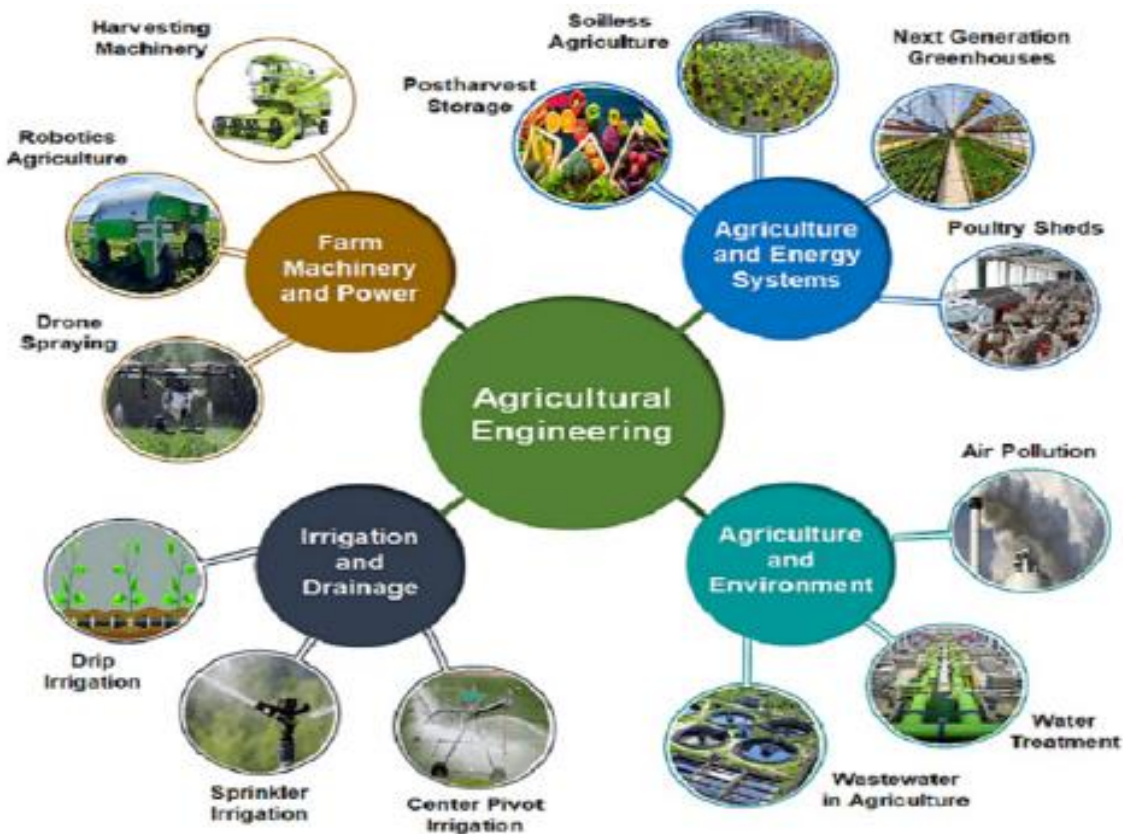 Harvesting
Machinery
Robotics
Agriculture
Drone
Spraying
Farm
Machinery
and Power
Soilless
Agriculture
Postharvest
Storage
Next Generation
Greenhouses
Poultry Sheds
Agriculture
and Energy
Systems
Agricultural
Engineering
Irrigation
and
Drainage
Drip
Irrigation
Sprinkler
Irrigation
Center Pivot
Irrigation
Agriculture
and
Environment
Air Pollution
Water
Treatment
Wastewater
in Agriculture